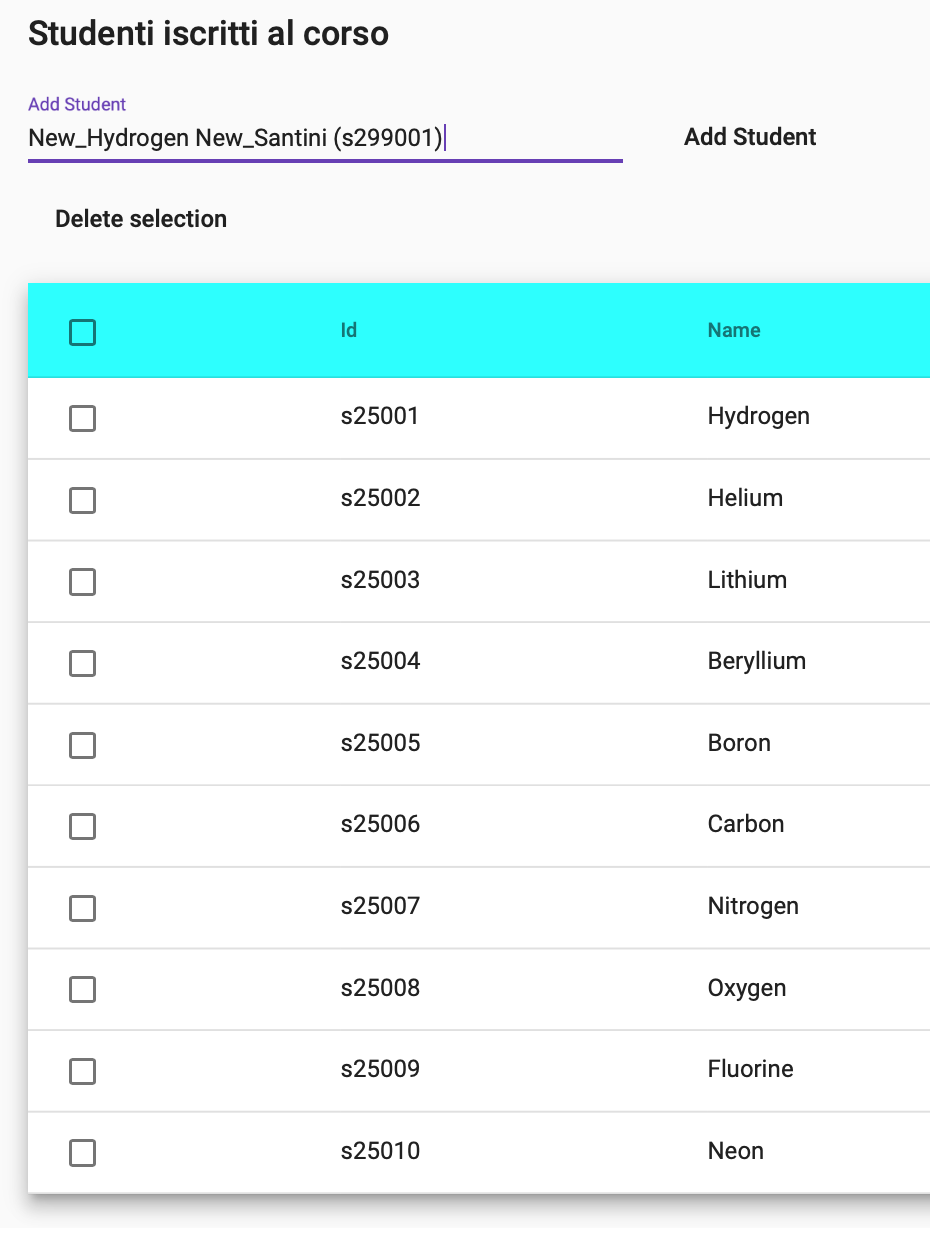 Studenti iscritti al corso
Add Student
New_Hydrogen New_Santini (s299001)
Add Student
Delete selection
Id Name
s25001 Hydrogen
s25002 Helium
s25003 Lithium
s25004 Beryllium
s25005 Boron
s25006 Carbon
s25007 Nitrogen
s25008 Oxygen
s25009 Fluorine
s25010 Neon